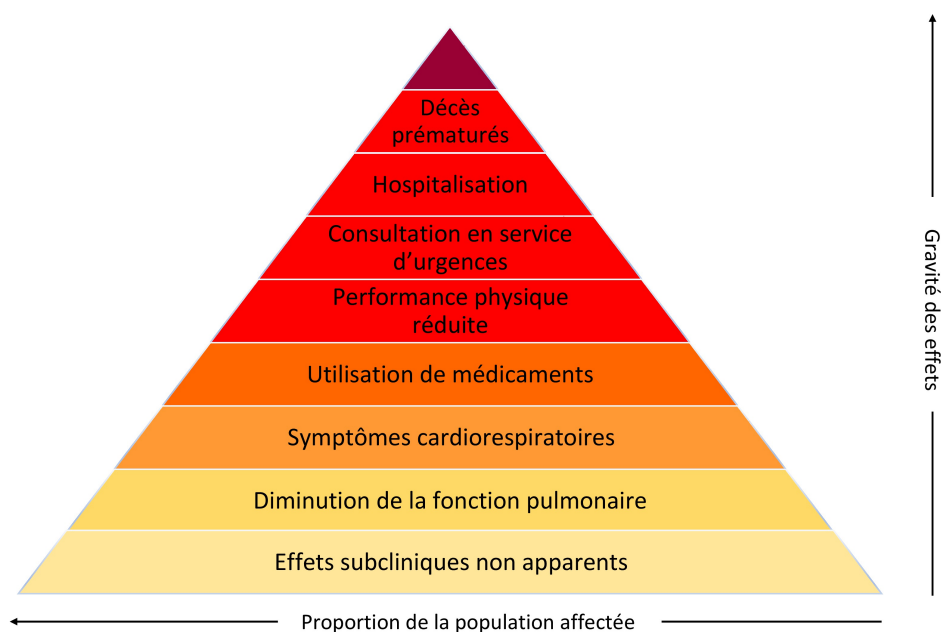 Décès
prématurés
Hospitalisation
Consultation en service
d’urgences
Performance physique
réduite
Utilisation de médicaments
Symptômes cardiorespiratoires
Diminution de la fonction pulmonaire
Effets subcliniques non apparents
Proportion de la population affectée
Gravité des effets